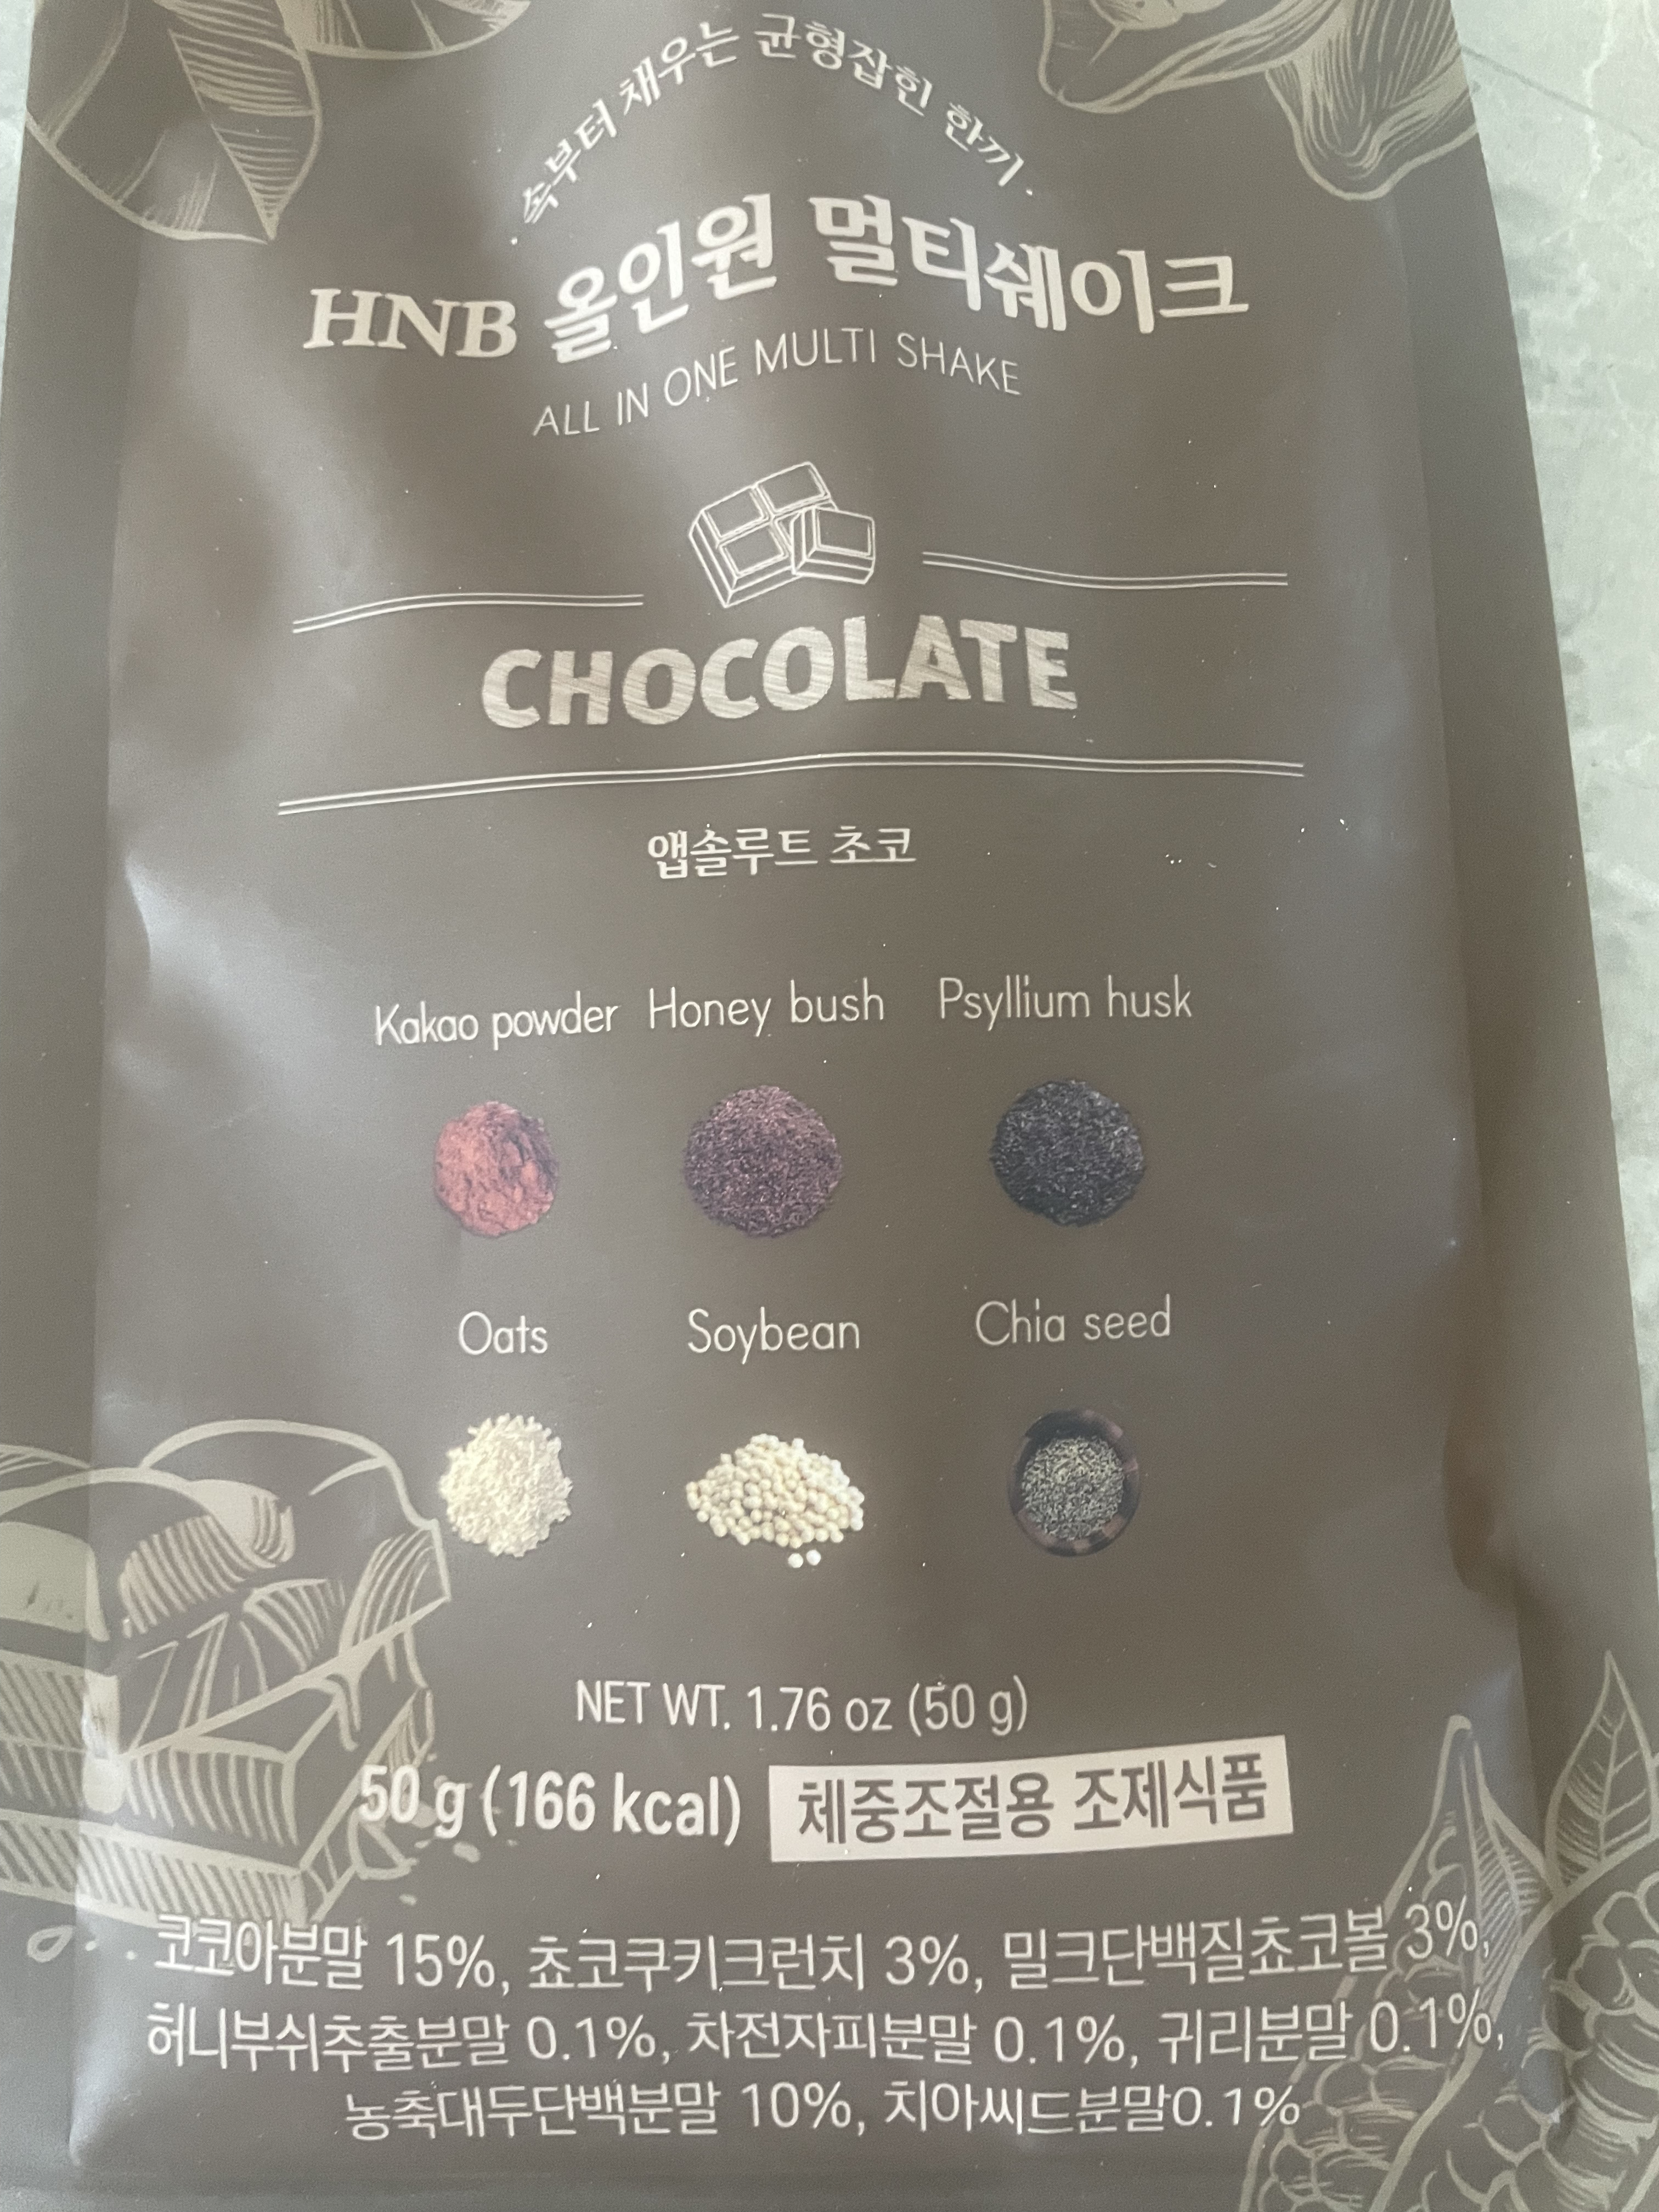 · 속부터 채우는 균형잡힌 한끼 ·
HNB 올인원 멀티쉐이크
ALL IN ONE MULTI SHAKE
CHOCOLATE
앱솔루트 초코
Kakao powder Honey bush Psyllium husk
Oats Soybean Chia seed
NET WT. 1.76 oz (50 g)
50 g (166 kcal) 체중조절용 조제식품
코코아분말 15%, 쵸코쿠키크런치 3%, 밀크단백질쵸코볼 3%,
허니부쉬추출분말 0.1%, 차전자피분말 0.1%, 귀리분말 0.1%,
농축대두단백분말 10%, 치아씨드분말0.1%